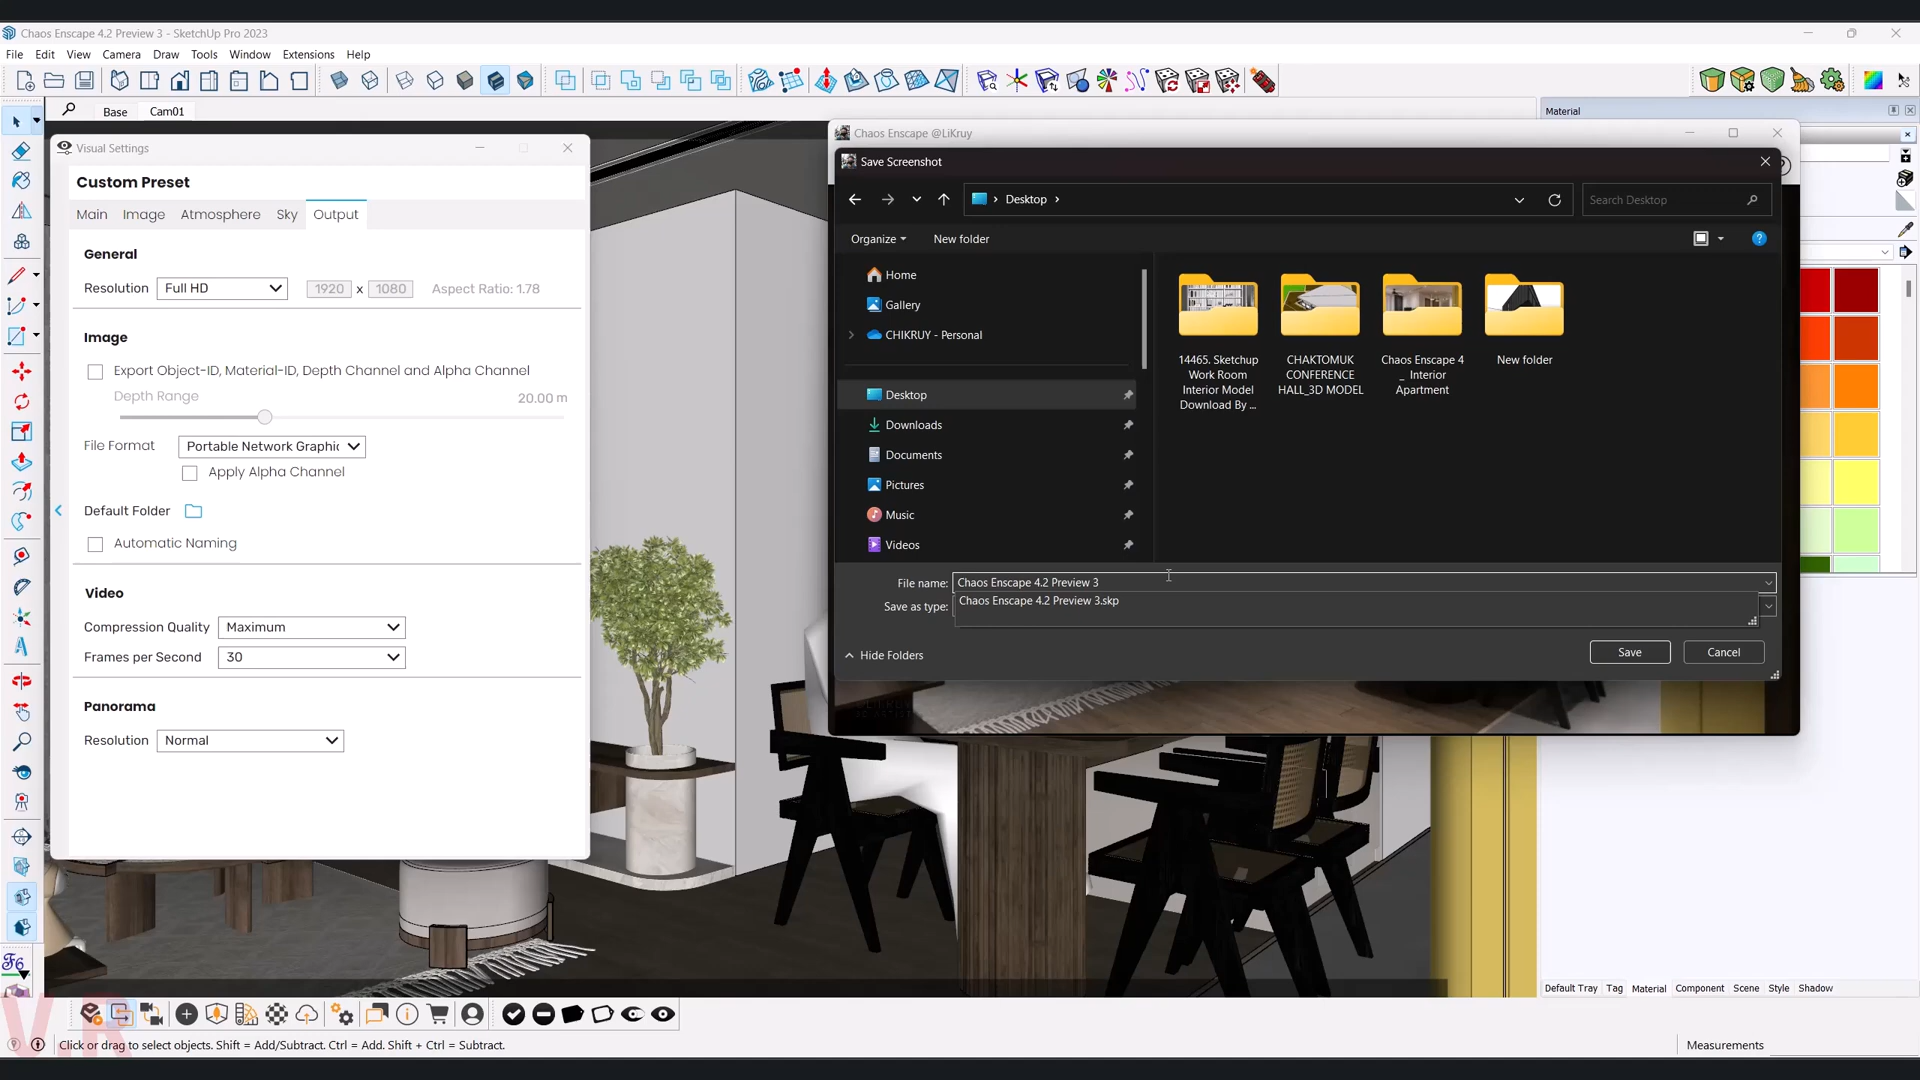 Chaos Enscape 4.2 Preview 3 - SketchUp Pro 2023
File Edit View Camera Draw Tools Window Extensions Help
Base Cam01
Material
Visual Settings
Custom Preset
Main Image Atmosphere Sky Output
General
Resolution Full HD 1920 x 1080 Aspect Ratio: 1.78
Image
Export Object-ID, Material-ID, Depth Channel and Alpha Channel
Depth Range 20.00 m
File Format Portable Network Graphic
Apply Alpha Channel
Default Folder
Automatic Naming
Video
Compression Quality Maximum
Frames per Second 30
Panorama
Resolution Normal
Chaos Enscape @LiKruy
Save Screenshot
Desktop
Search Desktop
Organize New folder
Home
Gallery
CHIKRUY - Personal
Desktop
Downloads
Documents
Pictures
Music
Videos
14465. Sketchup
Work Room
Interior Model
Download By ...
CHAKTOMUK
CONFERENCE
HALL_3D MODEL
Chaos Enscape 4
_ Interior
Apartment
New folder
File name: Chaos Enscape 4.2 Preview 3
Chaos Enscape 4.2 Preview 3.skp
Save as type:
Hide Folders
Save Cancel
Default Tray Tag Material Component Scene Style Shadow
Click or drag to select objects. Shift = Add/Subtract. Ctrl = Add. Shift + Ctrl = Subtract.
Measurements